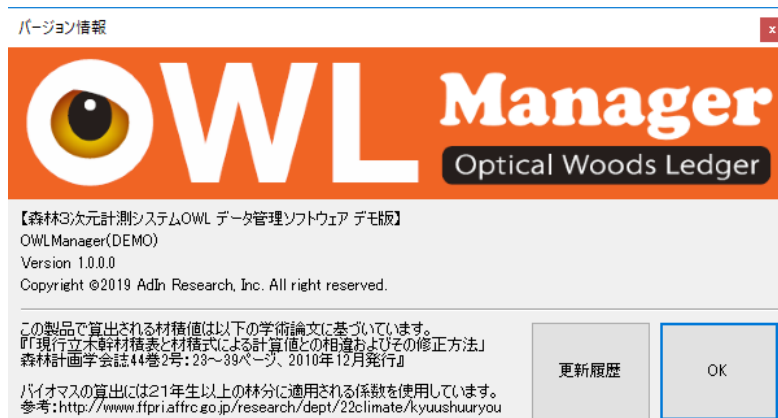 バージョン情報
x
OWL Manager
Optical Woods Ledger
【森林3次元計測システムOWL データ管理ソフトウェア デモ版】
OWLManager(DEMO)
Version 1.0.0.0
Copyright ©2019 AdIn Research, Inc. All right reserved.
この製品で算出される材積値は以下の学術論文に基づいています。
『「現行立木幹材積表と材積式による計算値との相違およびその修正方法」
森林計画学会誌44巻2号：23～39ページ、2010年12月発行』
バイオマスの算出には21年生以上の林分に適用される係数を使用しています。
参考：http://www.ffpri.affrc.go.jp/research/dept/22climate/kyuushuuryou
更新履歴
OK